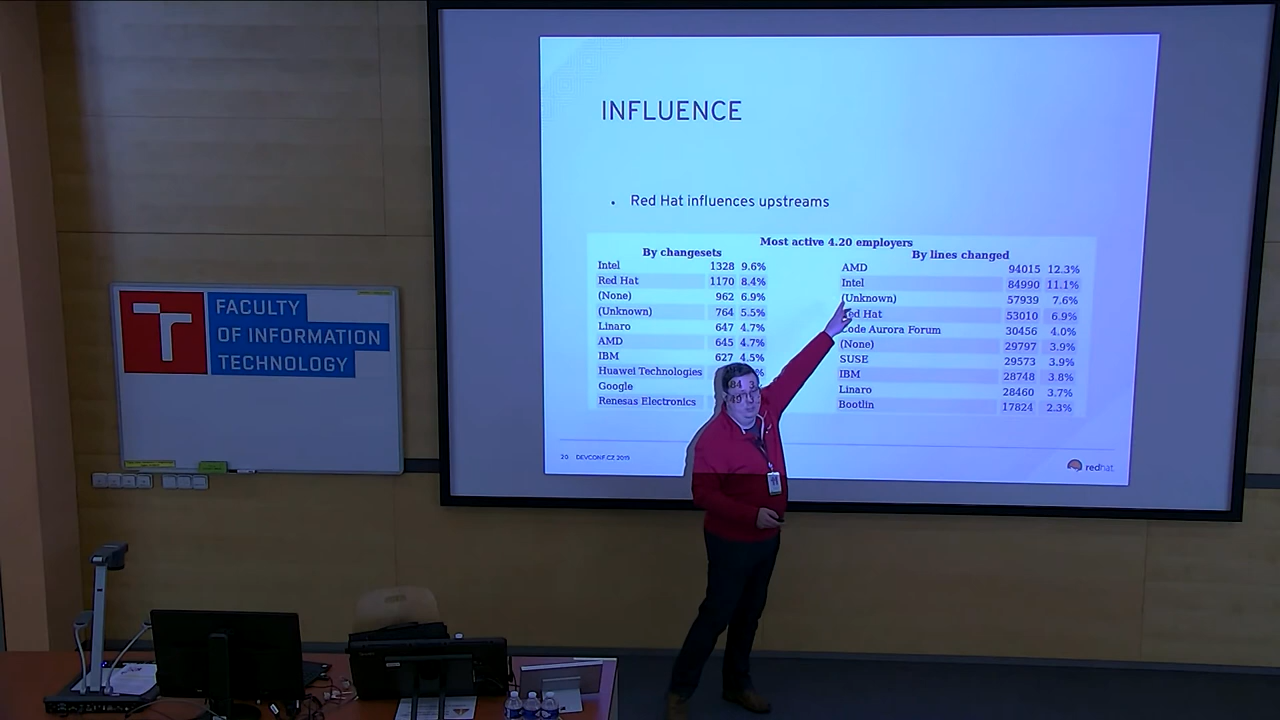 INFLUENCE
Red Hat influences upstreams
Most active 4.20 employers
By changesets
Intel 1328 9.6%
Red Hat 1170 8.4%
(None) 962 6.9%
(Unknown) 764 5.5%
Linaro 647 4.7%
AMD 645 4.7%
IBM 627 4.5%
Huawei Technologies
Google
Renesas Electronics
By lines changed
AMD 94015 12.3%
Intel 84990 11.1%
(Unknown) 57939 7.6%
Red Hat 53010 6.9%
Code Aurora Forum 30456 4.0%
(None) 29797 3.9%
SUSE 29573 3.9%
IBM 28748 3.8%
Linaro 28460 3.7%
Bootlin 17824 2.3%
20 DEVCONF.CZ 2019
redhat
FACULTY
OF INFORMATION
TECHNOLOGY